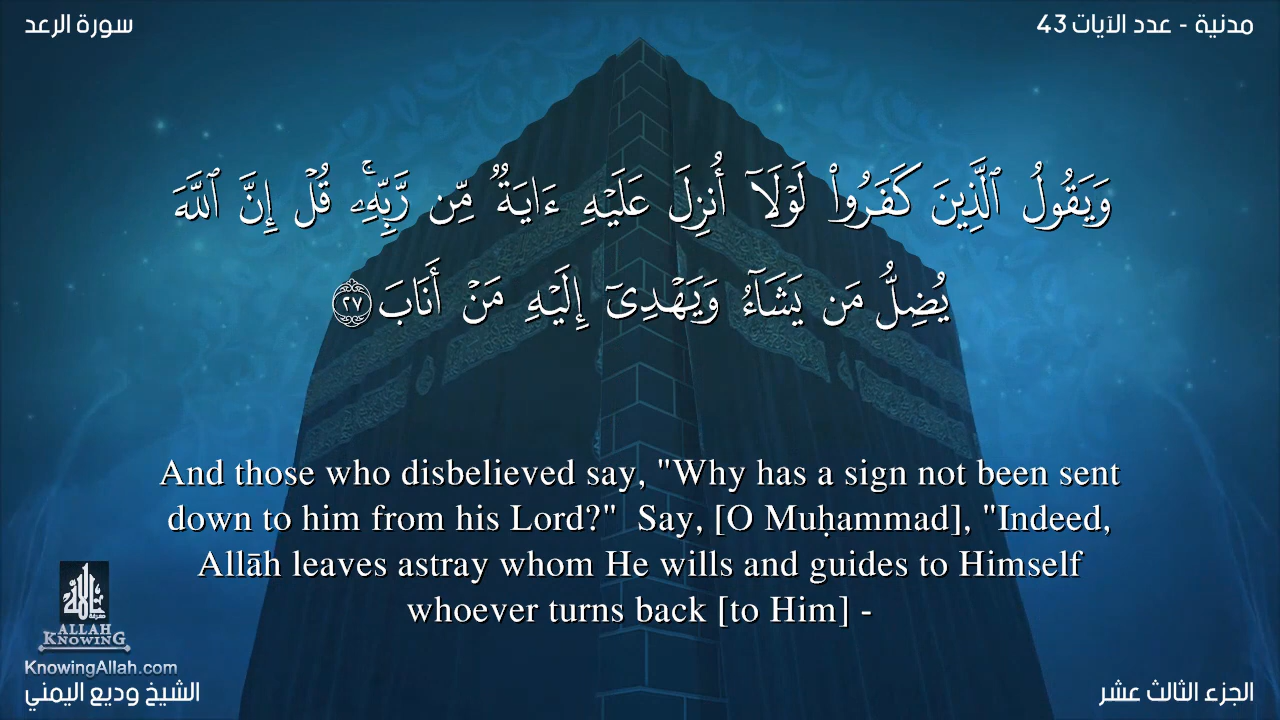 سورة الرعد
مدنية - عدد الآيات 43
وَيَقُولُ ٱلَّذِينَ كَفَرُوا۟ لَوْلَآ أُنزِلَ عَلَيْهِ ءَايَةٌ مِّن رَّبِّهِۦ ۗ قُلْ إِنَّ ٱللَّهَ
يُضِلُّ مَن يَشَآءُ وَيَهْدِىٓ إِلَيْهِ مَنْ أَنَابَ ٢٧
And those who disbelieved say, "Why has a sign not been sent
down to him from his Lord?" Say, [O Muḥammad], "Indeed,
Allāh leaves astray whom He wills and guides to Himself
whoever turns back [to Him] -
ALLAH
KNOWING
KnowingAllah.com
الشيخ وديع اليمني
الجزء الثالث عشر